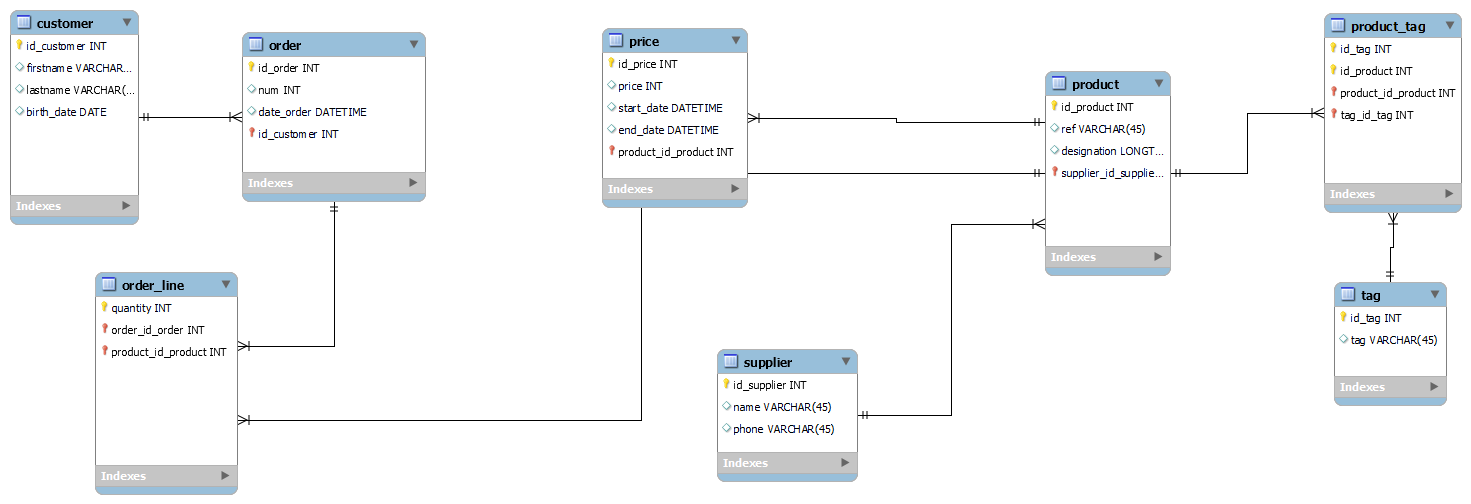 customer
id_customer INT
firstname VARCHAR...
lastname VARCHAR(...
birth_date DATE
Indexes
order
id_order INT
num INT
date_order DATETIME
id_customer INT
Indexes
price
id_price INT
price INT
start_date DATETIME
end_date DATETIME
product_id_product INT
Indexes
product
id_product INT
ref VARCHAR(45)
designation LONGT...
supplier_id_supplie...
Indexes
product_tag
id_tag INT
id_product INT
product_id_product INT
tag_id_tag INT
Indexes
order_line
quantity INT
order_id_order INT
product_id_product INT
Indexes
supplier
id_supplier INT
name VARCHAR(45)
phone VARCHAR(45)
Indexes
tag
id_tag INT
tag VARCHAR(45)
Indexes